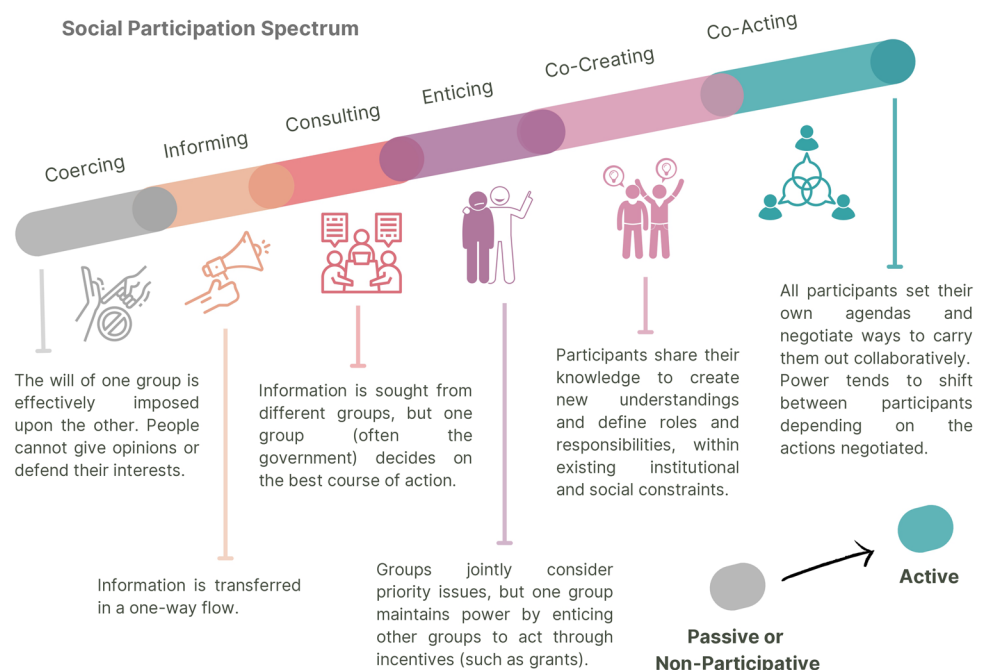 Social Participation Spectrum
Coercing
Informing
Consulting
Enticing
Co-Creating
Co-Acting
The will of one group is
effectively imposed
upon the other. People
cannot give opinions or
defend their interests.
Information is transferred
in a one-way flow.
Information is sought from
different groups, but one
group (often the
government) decides on
the best course of action.
Groups jointly consider
priority issues, but one group
maintains power by enticing
other groups to act through
incentives (such as grants).
Participants share their
knowledge to create
new understandings
and define roles and
responsibilities, within
existing institutional
and social constraints.
All participants set their
own agendas and
negotiate ways to carry
them out collaboratively.
Power tends to shift
between participants
depending on the
actions negotiated.
Passive or
Non-Participative
Active